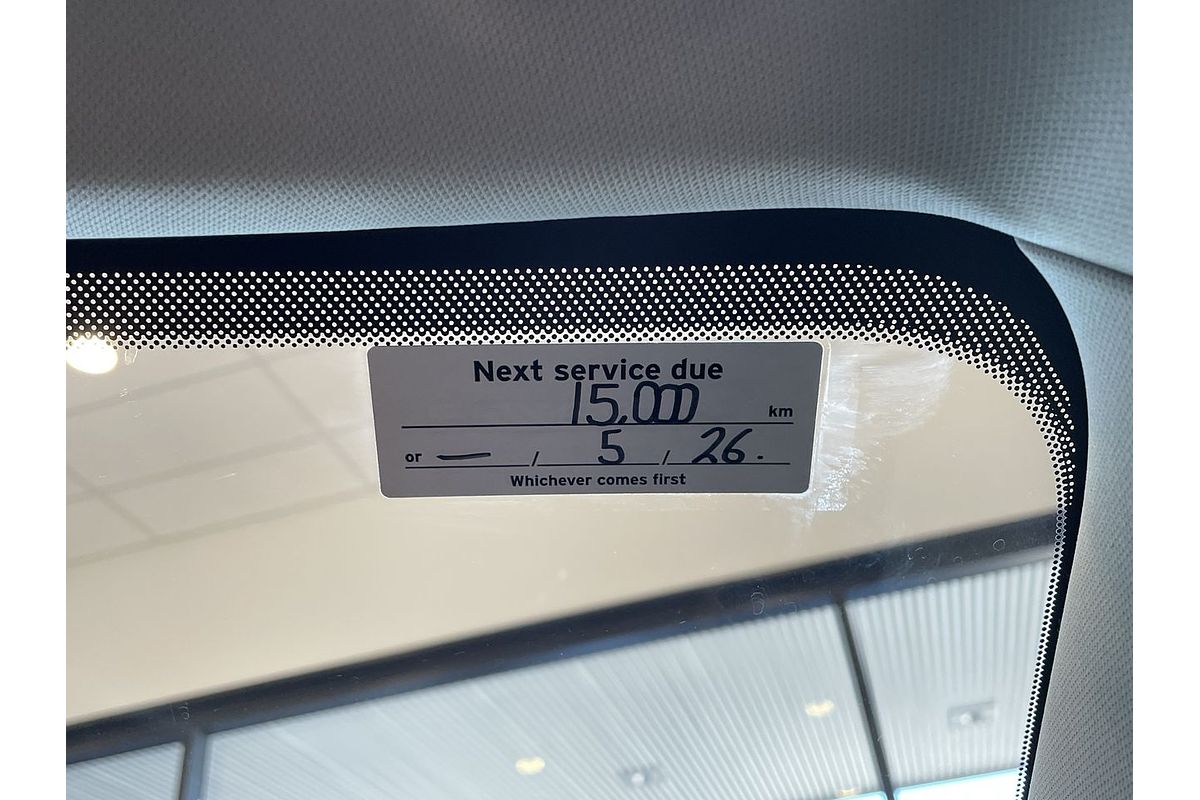 Next service due
15,000 km
or — / 5 / 26.
Whichever comes first